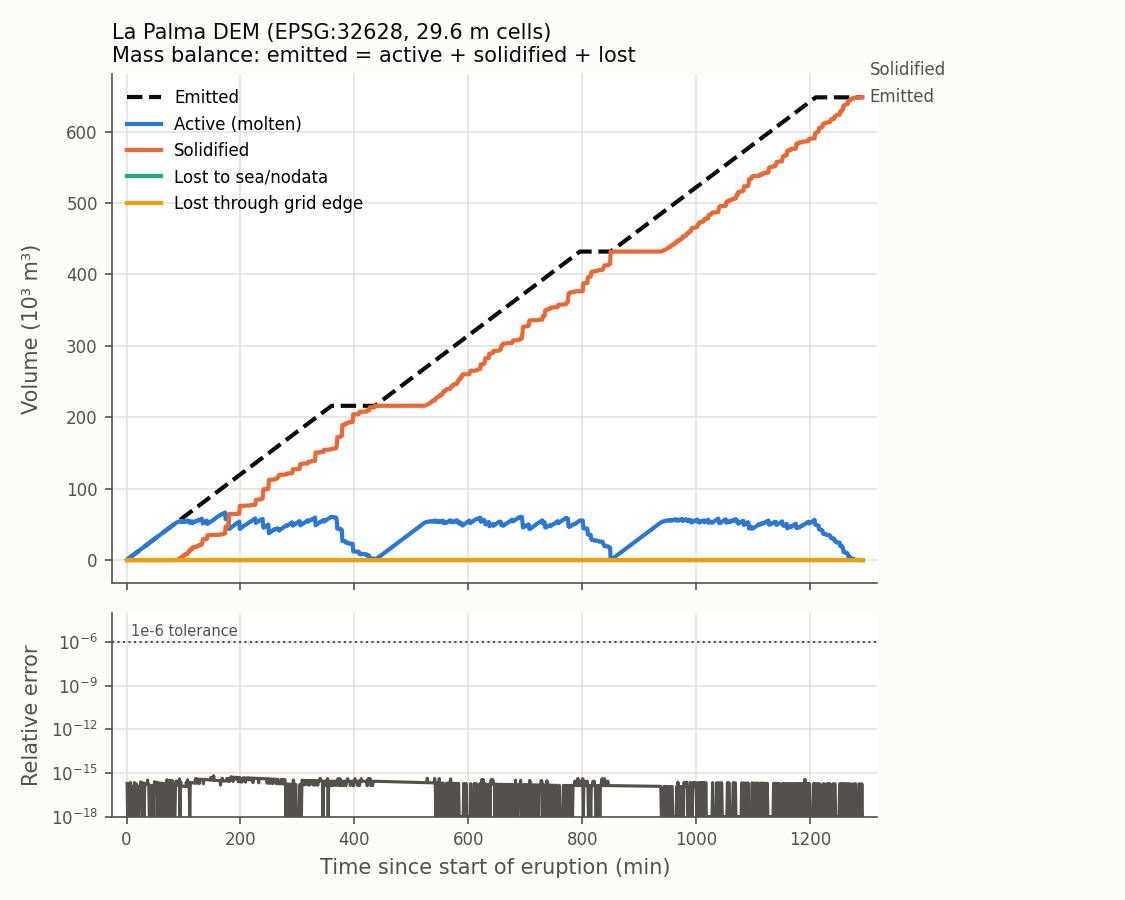 La Palma DEM (EPSG:32628, 29.6 m cells)
Mass balance: emitted = active + solidified + lost
Solidified
Emitted
Emitted
Active (molten)
Solidified
Lost to sea/nodata
Lost through grid edge
Volume (10³ m³)
600
500
400
300
200
100
0
1e-6 tolerance
Relative error
10⁻⁶
10⁻⁹
10⁻¹²
10⁻¹⁵
10⁻¹⁸
0 200 400 600 800 1000 1200
Time since start of eruption (min)